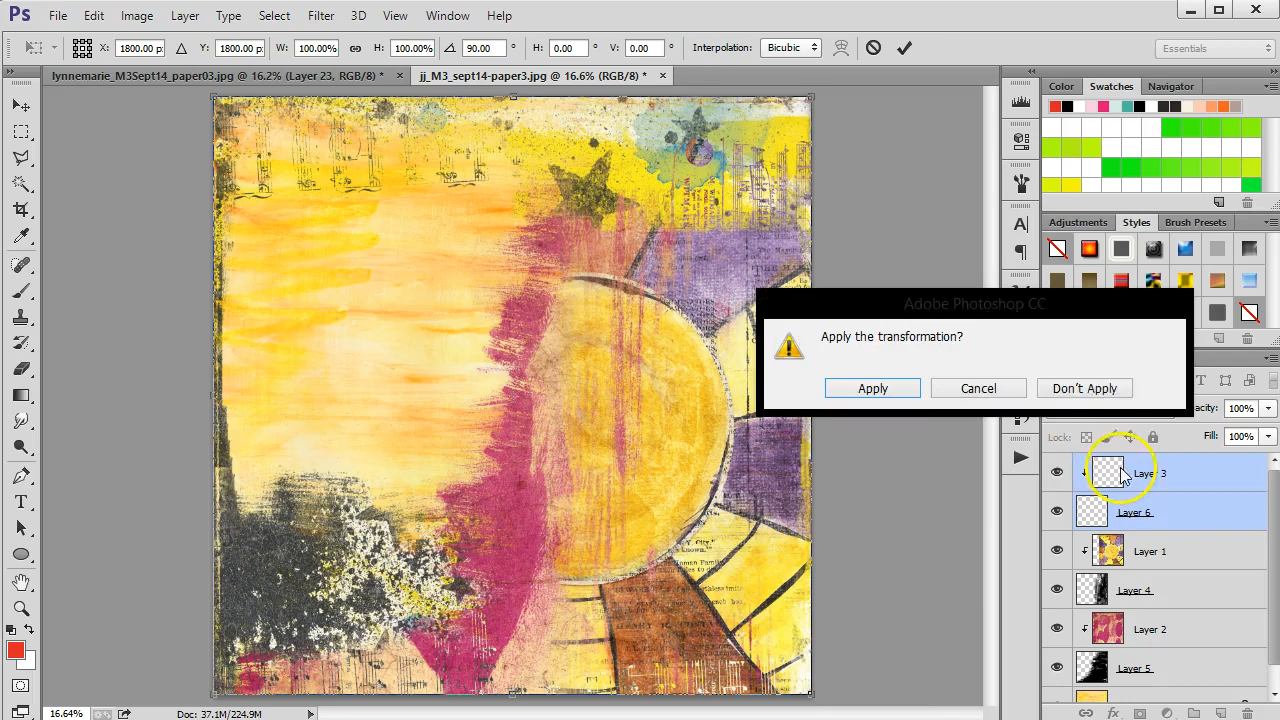 Ps File Edit Image Layer Type Select Filter 3D View Window Help
X: 1800.00 px Y: 1800.00 px W: 100.00% H: 100.00% 90.00 ° H: 0.00 ° V: 0.00 ° Interpolation: Bicubic Essentials
lynnemarie_M3Sept14_paper03.jpg @ 16.2% (Layer 23, RGB/8) * × jj_M3_sept14-paper3.jpg @ 16.6% (RGB/8) * ×
Color Swatches Navigator
Adjustments Styles Brush Presets
Adobe Photoshop CC
Apply the transformation?
Apply Cancel Don't Apply
acity: 100%
Lock: Fill: 100%
Layer 3
Layer 6
Layer 1
Layer 4
Layer 2
Layer 5
16.64% Doc: 37.1M/224.9M